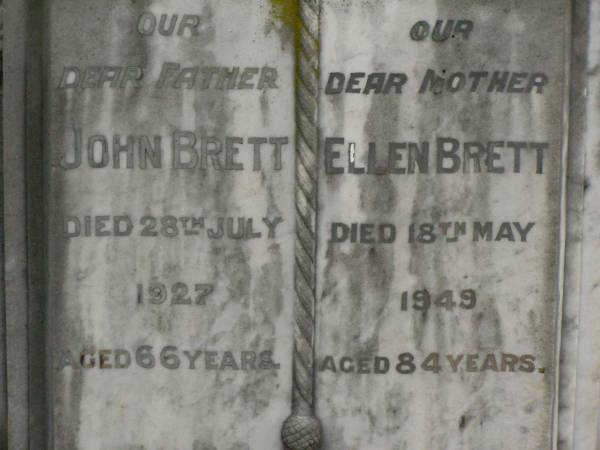 OUR
DEAR FATHER
JOHN BRETT
DIED 28TH JULY
1927
AGED 66 YEARS.
OUR
DEAR MOTHER
ELLEN BRETT
DIED 18TH MAY
1949
AGED 84 YEARS.